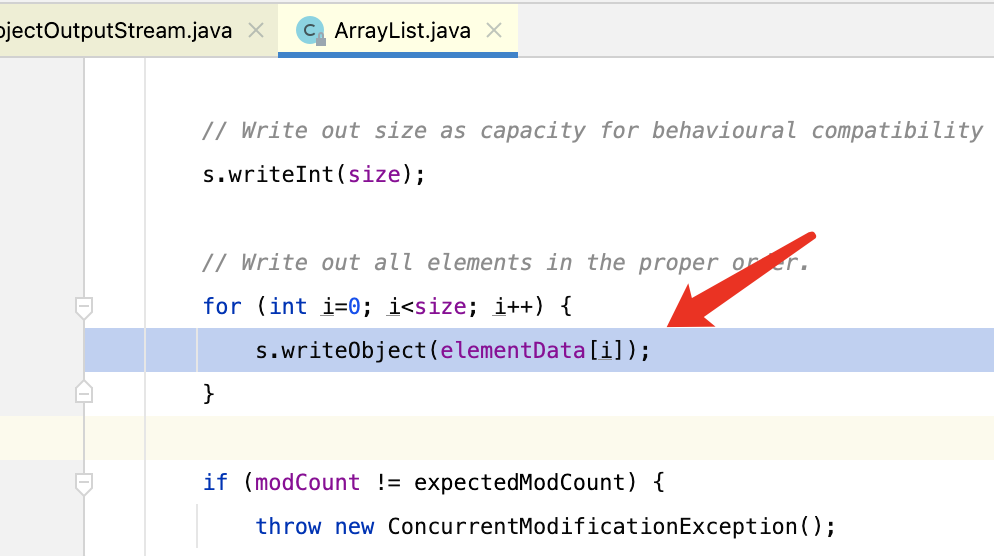 bjectOutputStream.java
C ArrayList.java
// Write out size as capacity for behavioural compatibility
s.writeInt(size);
// Write out all elements in the proper order.
for (int i=0; i<size; i++) {
s.writeObject(elementData[i]);
}
if (modCount != expectedModCount) {
throw new ConcurrentModificationException();